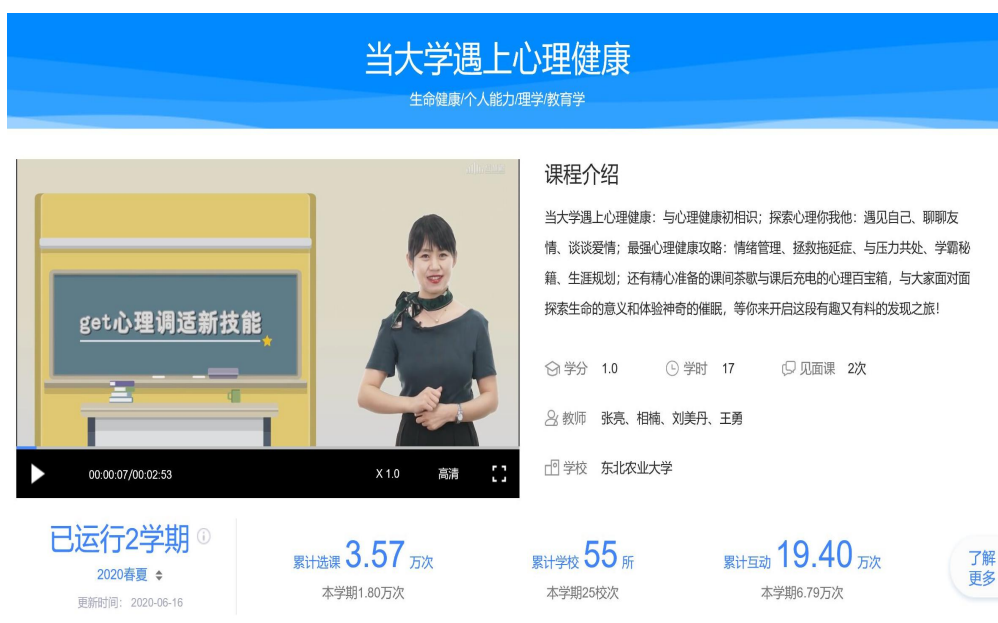 当大学遇上心理健康
生命健康/个人能力/理学/教育学
get心理调适新技能
00:00:07/00:02:53
X 1.0
高清
课程介绍
当大学遇上心理健康：与心理健康初相识；探索心理你我他：遇见自己、聊聊友
情、谈谈爱情；最强心理健康攻略：情绪管理、拯救拖延症、与压力共处、学霸秘
籍、生涯规划；还有精心准备的课间茶歇与课后充电的心理百宝箱，与大家面对面
探索生命的意义和体验神奇的催眠，等你来开启这段有趣又有料的发现之旅！
学分 1.0 学时 17 见面课 2次
教师 张亮、相楠、刘美丹、王勇
学校 东北农业大学
已运行2学期
2020春夏
更新时间： 2020-06-16
累计选课 3.57 万次
本学期1.80万次
累计学校 55 所
本学期25校次
累计互动 19.40 万次
本学期6.79万次
了解
更多